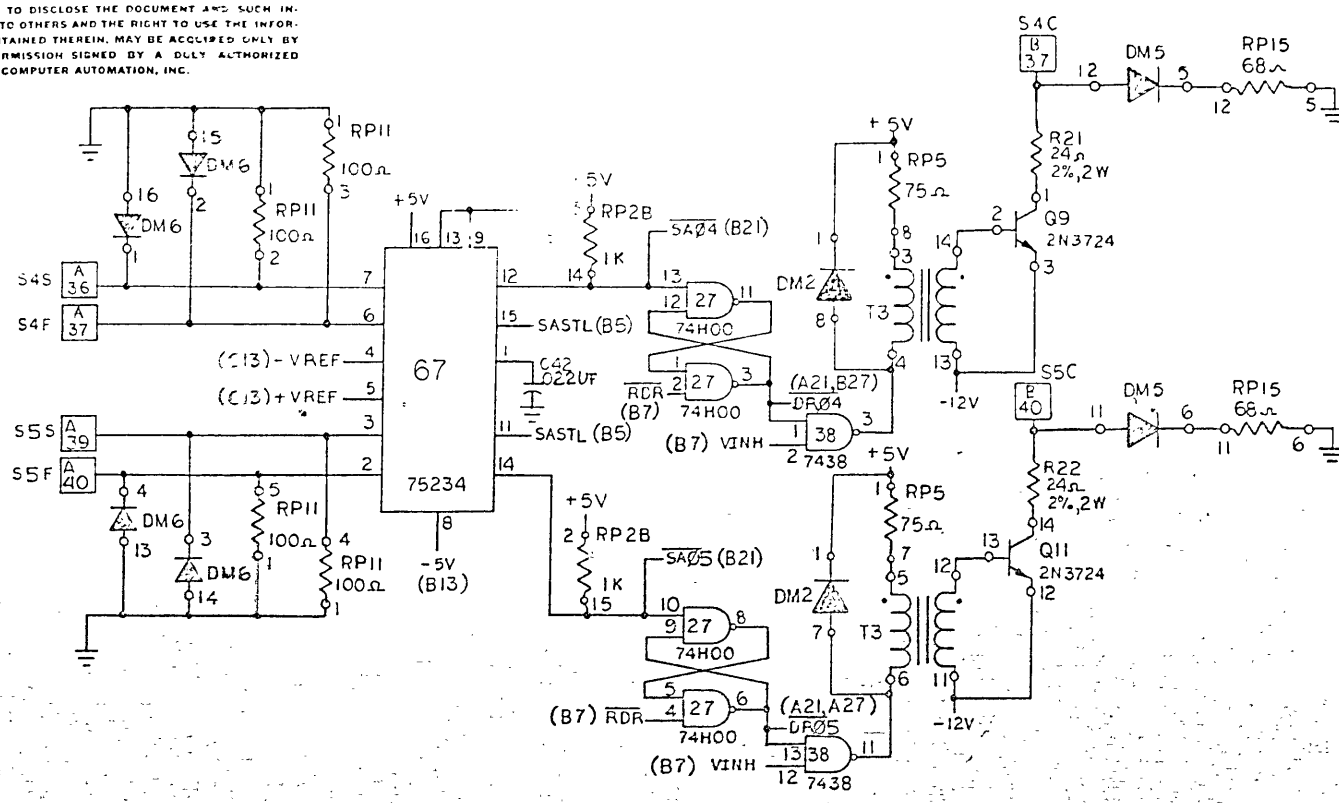 TO DISCLOSE THE DOCUMENT AND SUCH IN-
TO OTHERS AND THE RIGHT TO USE THE INFOR-
TAINED THEREIN, MAY BE ACQUIRED ONLY BY
RMISSION SIGNED BY A DULY AUTHORIZED
COMPUTER AUTOMATION, INC.
S4C
B
37
12
DM5
5
12
RP15
68Ω
5
15
DM6
2
16
DM6
1
1
RP11
100Ω
3
1
RP11
100Ω
2
+5V
16 13 9
+5V
RP2B
1K
14
SAØ4 (B21)
S4S
A
36
7
12
S4F
A
37
6
15
SASTL (B5)
(C13) -VREF
4
1
C42
.022UF
67
(C13) +VREF
5
S5S
A
39
3
11
SASTL (B5)
S5F
A
40
2
14
75234
8
-5V
(B13)
13
12
27
11
74H00
1
2
27
3
74H00
RDR
(B7)
(A21,B27)
DRØ4
1
2
38
3
7438
(B7) VINH
+5V
1
RP5
75Ω
8
3
1
DM2
8
T3
4
14
13
-12V
R21
24Ω
2%,2W
1
2
Q9
2N3724
3
S5C
B
40
11
DM5
6
11
RP15
68Ω
6
4
DM6
13
3
DM6
14
5
RP11
100Ω
1
4
RP11
100Ω
1
+5V
2
RP2B
1K
15
SAØ5 (B21)
10
9
27
8
74H00
5
4
27
6
74H00
(B7) RDR
(A21,A27)
DRØ5
13
12
38
11
7438
(B7) VINH
+5V
1
RP5
75Ω
7
5
1
DM2
7
T3
6
12
11
-12V
R22
24Ω
2%,2W
14
13
Q11
2N3724
12